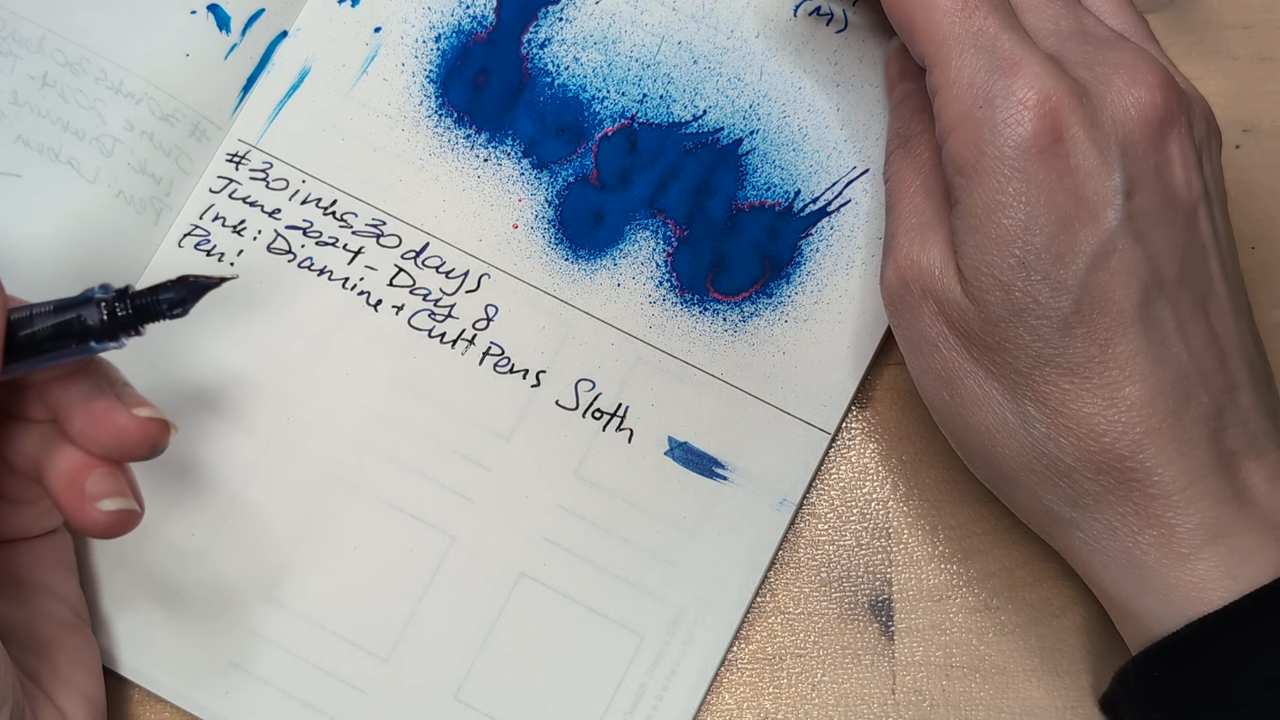 (M)
#30inks30days
June 2024 - Day 8
Ink: Diamine + Cult Pens Sloth
Pen: